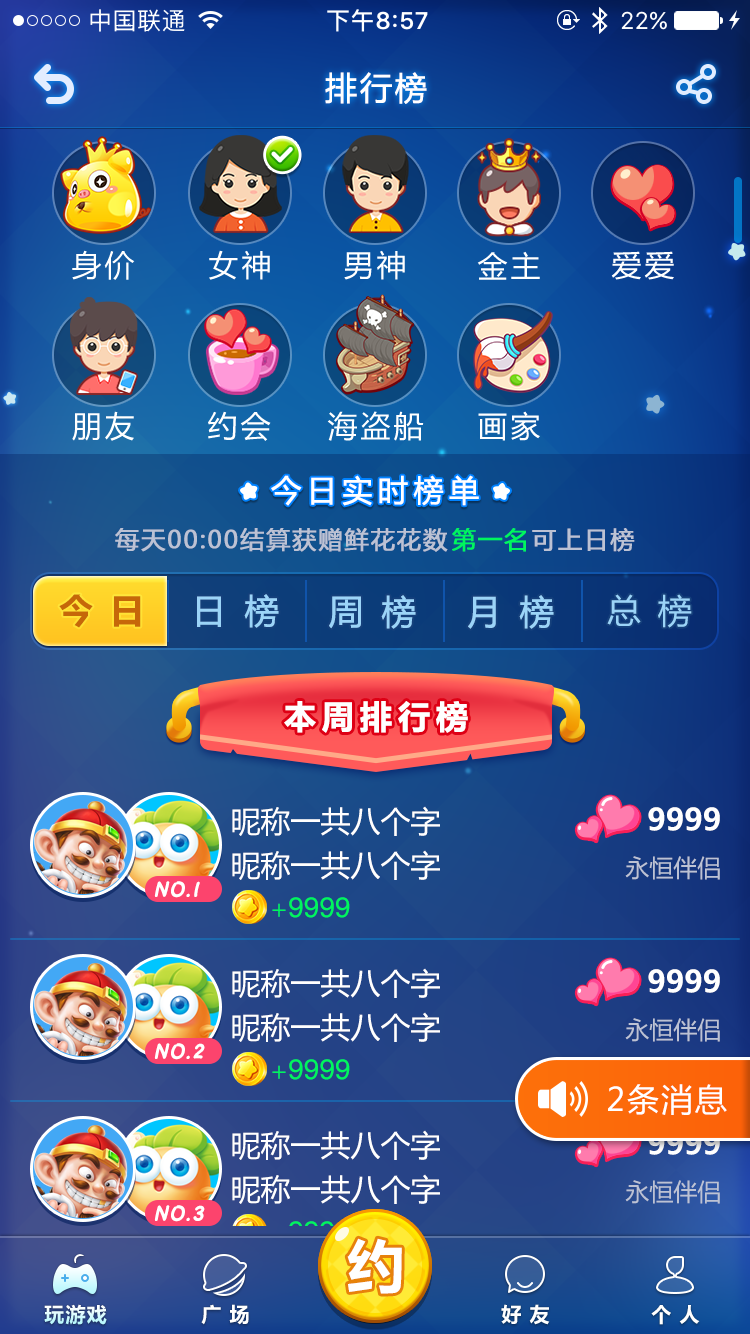 中国联通 下午8:57 22%
排行榜
身价 女神 男神 金主 爱爱
朋友 约会 海盗船 画家
今日实时榜单
每天00:00结算获赠鲜花花数第一名可上日榜
今日 日榜 周榜 月榜 总榜
本周排行榜
昵称一共八个字 9999
昵称一共八个字 永恒伴侣
NO.1
+9999
昵称一共八个字 9999
昵称一共八个字 永恒伴侣
NO.2
+9999
2条消息
昵称一共八个字 9999
昵称一共八个字 永恒伴侣
NO.3
约
玩游戏 广场 好友 个人